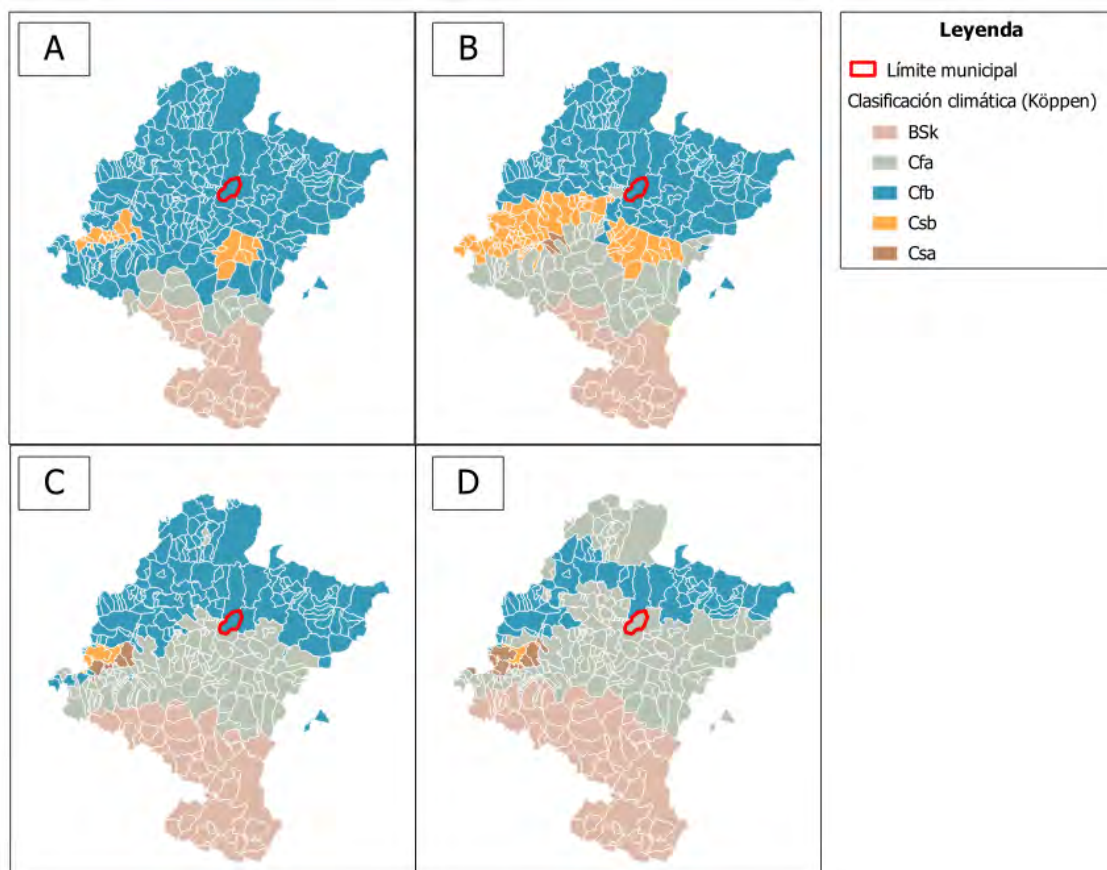 A
B
C
D
Leyenda
Límite municipal
Clasificación climática (Köppen)
BSk
Cfa
Cfb
Csb
Csa